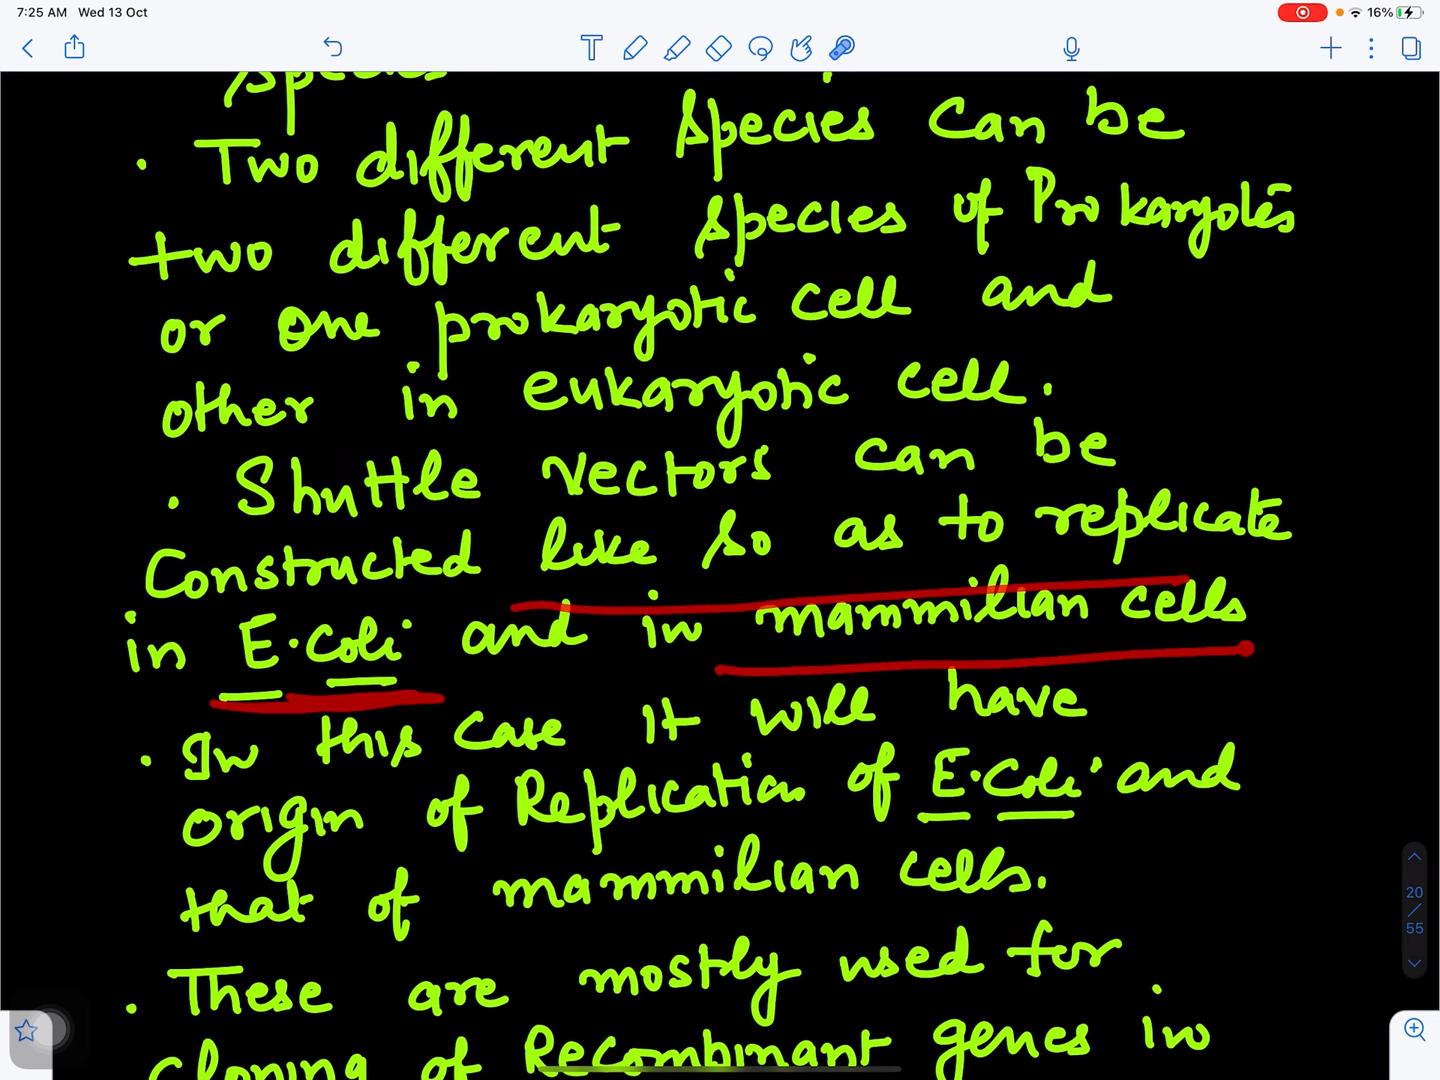 7:25 AM Wed 13 Oct
16%
Species
. Two different Species can be
two different Species of Prokaryotes
or one prokaryotic cell and
other in eukaryotic cell.
. Shuttle vectors can be
Constructed like so as to replicate
in E.Coli and in mammilian cells
. In this case it will have
origin of Replication of E.Coli and
that of mammilian cells.
. These are mostly used for
Cloning of Recombinant genes in
20
55